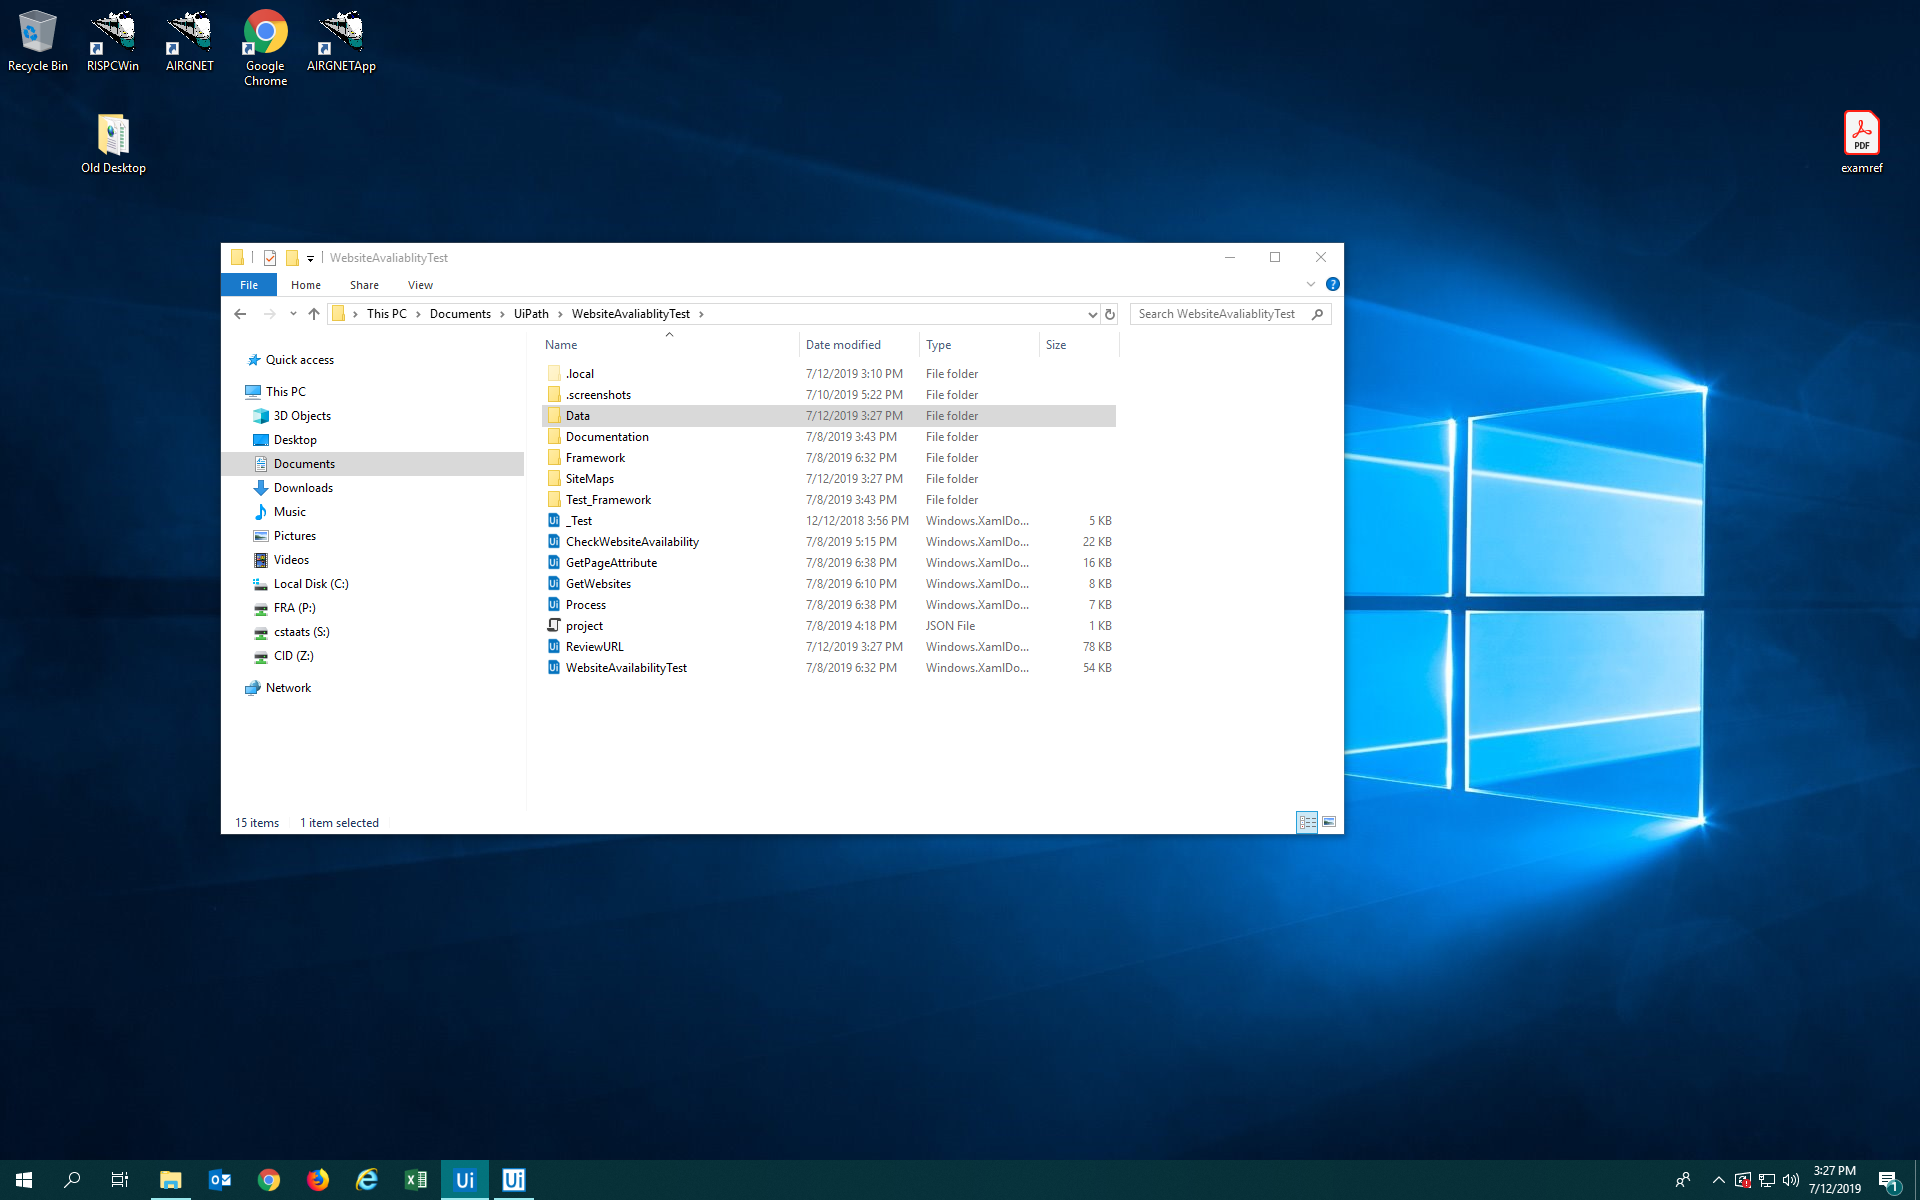 Recycle Bin
RISPCWin
AIRGNET
Google Chrome
AIRGNETApp
Old Desktop
PDF
examref
WebsiteAvaliablityTest
File Home Share View
?
This PC Documents UiPath WebsiteAvaliablityTest
Search WebsiteAvaliablityTest
Name Date modified Type Size
Quick access
This PC
3D Objects
Desktop
Documents
Downloads
Music
Pictures
Videos
Local Disk (C:)
FRA (P:)
cstaats (S:)
CID (Z:)
Network
.local 7/12/2019 3:10 PM File folder
.screenshots 7/10/2019 5:22 PM File folder
Data 7/12/2019 3:27 PM File folder
Documentation 7/8/2019 3:43 PM File folder
Framework 7/8/2019 6:32 PM File folder
SiteMaps 7/12/2019 3:27 PM File folder
Test_Framework 7/8/2019 3:43 PM File folder
Ui _Test 12/12/2018 3:56 PM Windows.XamlDo... 5 KB
Ui CheckWebsiteAvailability 7/8/2019 5:15 PM Windows.XamlDo... 22 KB
Ui GetPageAttribute 7/8/2019 6:38 PM Windows.XamlDo... 16 KB
Ui GetWebsites 7/8/2019 6:10 PM Windows.XamlDo... 8 KB
Ui Process 7/8/2019 6:38 PM Windows.XamlDo... 7 KB
project 7/8/2019 4:18 PM JSON File 1 KB
Ui ReviewURL 7/12/2019 3:27 PM Windows.XamlDo... 78 KB
Ui WebsiteAvailabilityTest 7/8/2019 6:32 PM Windows.XamlDo... 54 KB
15 items 1 item selected
Ui Ui
3:27 PM
7/12/2019
1